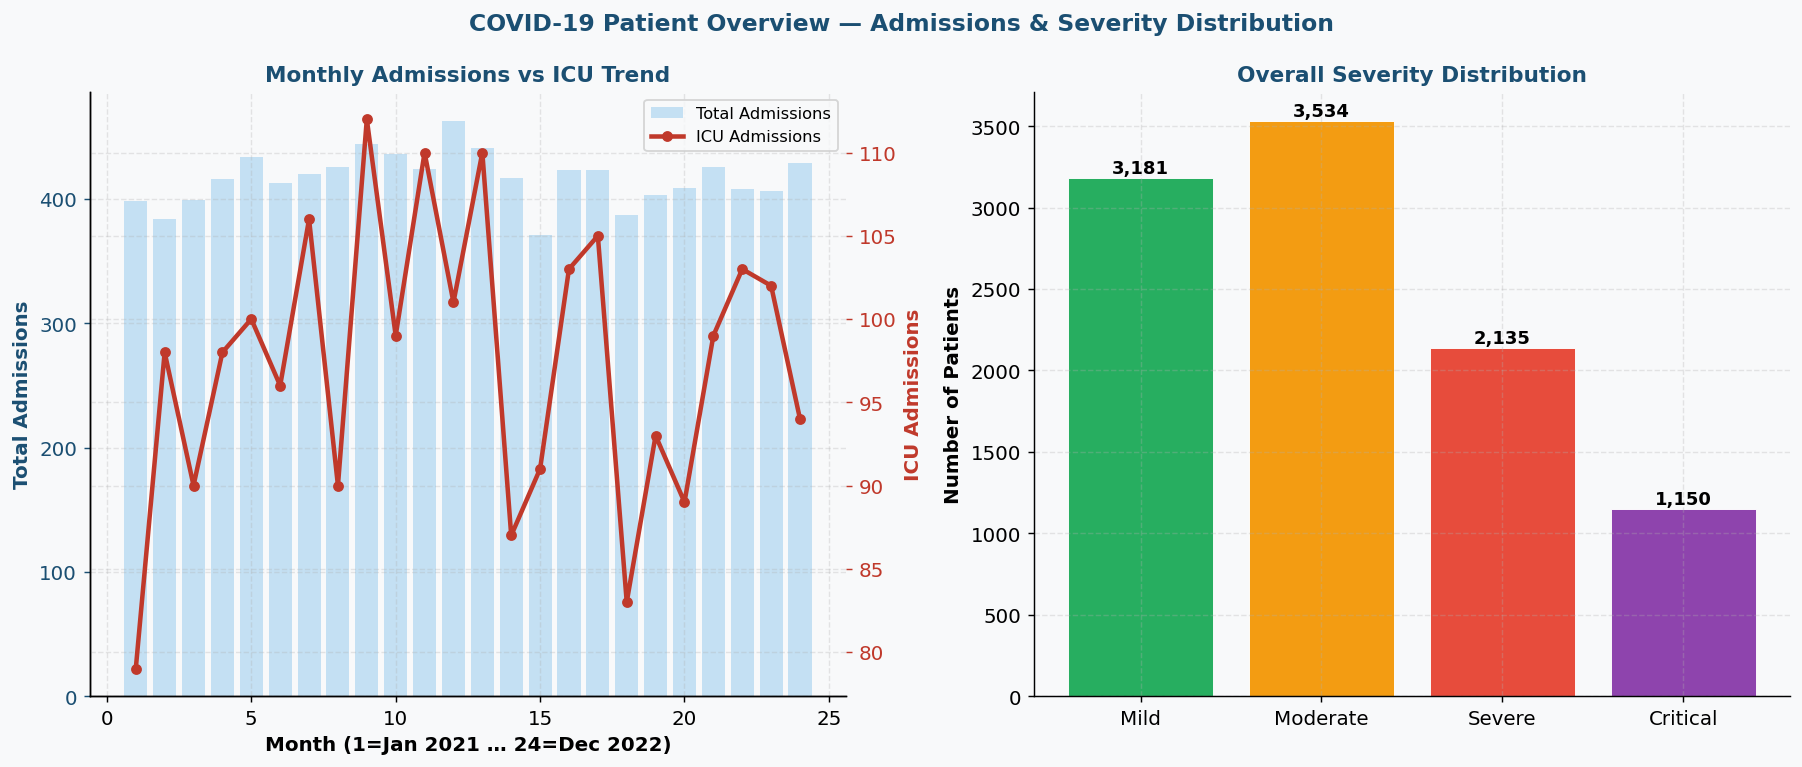 COVID-19 Patient Overview — Admissions & Severity Distribution
Monthly Admissions vs ICU Trend
Total Admissions
ICU Admissions
Total Admissions
400
300
200
100
0
110
105
100
95
90
85
80
ICU Admissions
0 5 10 15 20 25
Month (1=Jan 2021 ... 24=Dec 2022)
Overall Severity Distribution
Number of Patients
3500
3000
2500
2000
1500
1000
500
0
3,181
3,534
2,135
1,150
Mild Moderate Severe Critical